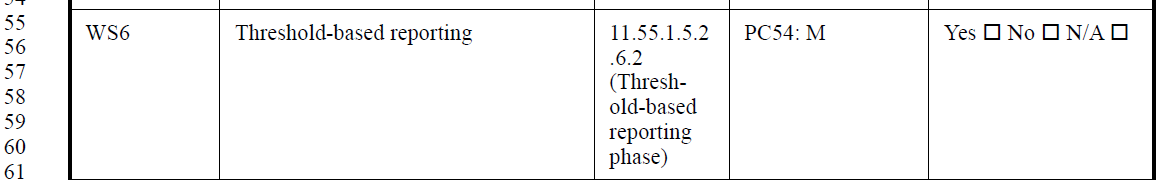 54
55 WS6 Threshold-based reporting 11.55.1.5.2 PC54: M Yes ☐ No ☐ N/A ☐
56 .6.2
57 (Thresh-
58 old-based
59 reporting
60 phase)
61